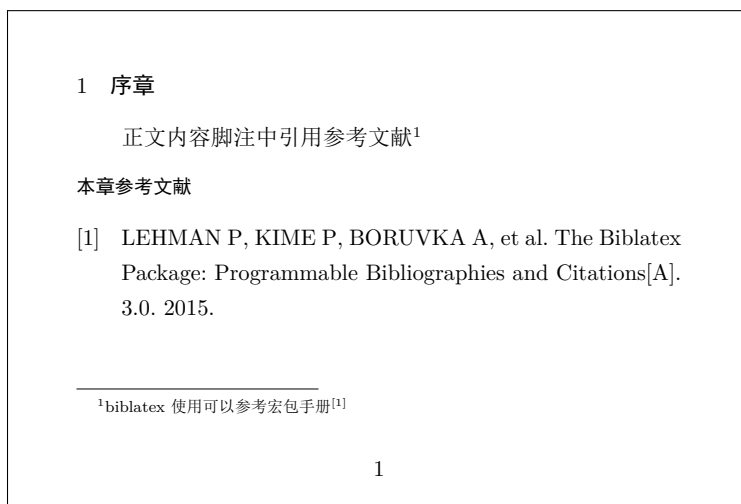 1 序章
正文内容脚注中引用参考文献¹
本章参考文献
[1] LEHMAN P, KIME P, BORUVKA A, et al. The Biblatex
Package: Programmable Bibliographies and Citations[A].
3.0. 2015.
¹biblatex 使用可以参考宏包手册[1]
1